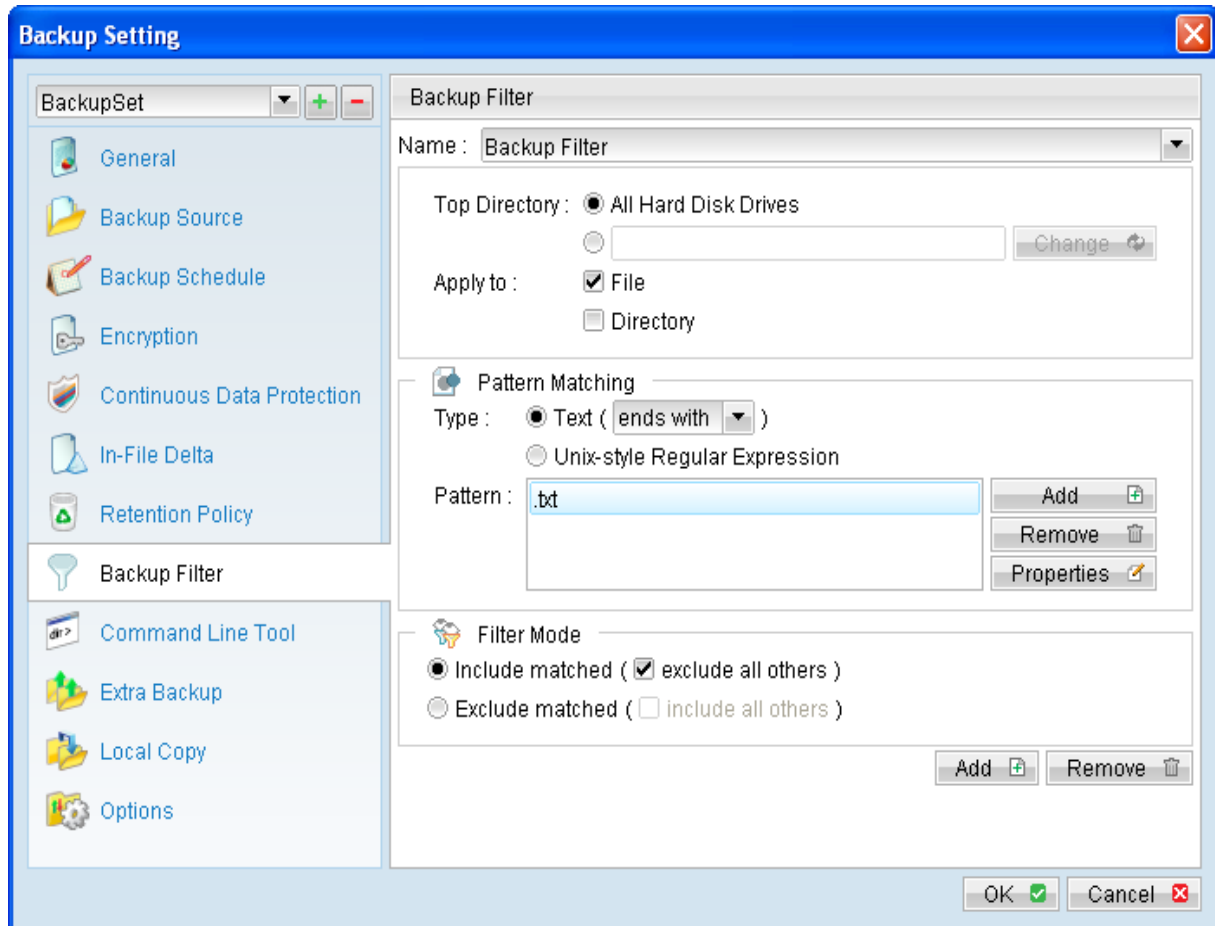 Backup Setting
BackupSet
General
Backup Source
Backup Schedule
Encryption
Continuous Data Protection
In-File Delta
Retention Policy
Backup Filter
Command Line Tool
Extra Backup
Local Copy
Options
Backup Filter
Name : Backup Filter
Top Directory : All Hard Disk Drives
Change
Apply to : File
Directory
Pattern Matching
Type : Text ( ends with )
Unix-style Regular Expression
Pattern : .txt
Add
Remove
Properties
Filter Mode
Include matched ( exclude all others )
Exclude matched ( include all others )
Add Remove
OK Cancel